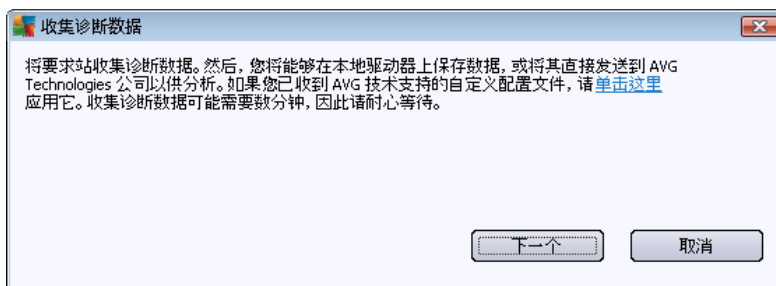 收集诊断数据
将要求站收集诊断数据。然后，您将能够在本地驱动器上保存数据，或将其直接发送到 AVG
Technologies 公司以供分析。如果您已收到 AVG 技术支持的自定义配置文件，请单击这里
应用它。收集诊断数据可能需要数分钟，因此请耐心等待。
下一个
取消